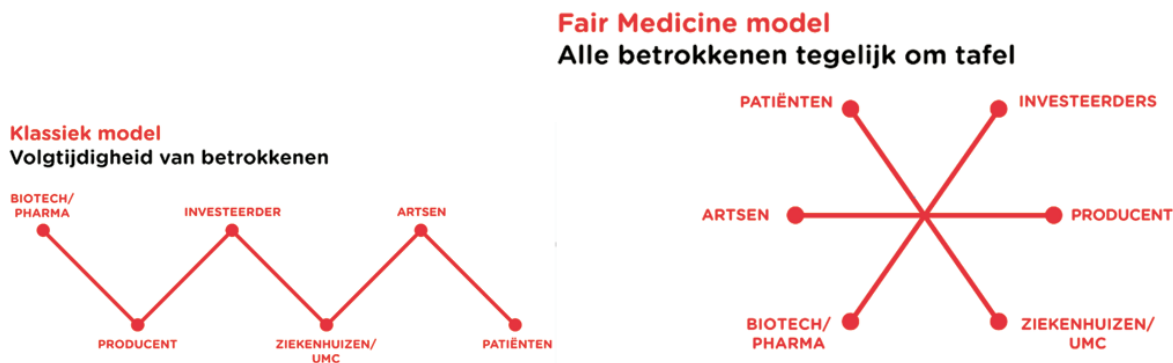 Klassiek model
Volgtijdigheid van betrokkenen
BIOTECH/
PHARMA
INVESTEERDER
ARTSEN
PRODUCENT
ZIEKENHUIZEN/
UMC
PATIËNTEN
Fair Medicine model
Alle betrokkenen tegelijk om tafel
PATIËNTEN
INVESTEERDERS
ARTSEN
PRODUCENT
BIOTECH/
PHARMA
ZIEKENHUIZEN/
UMC